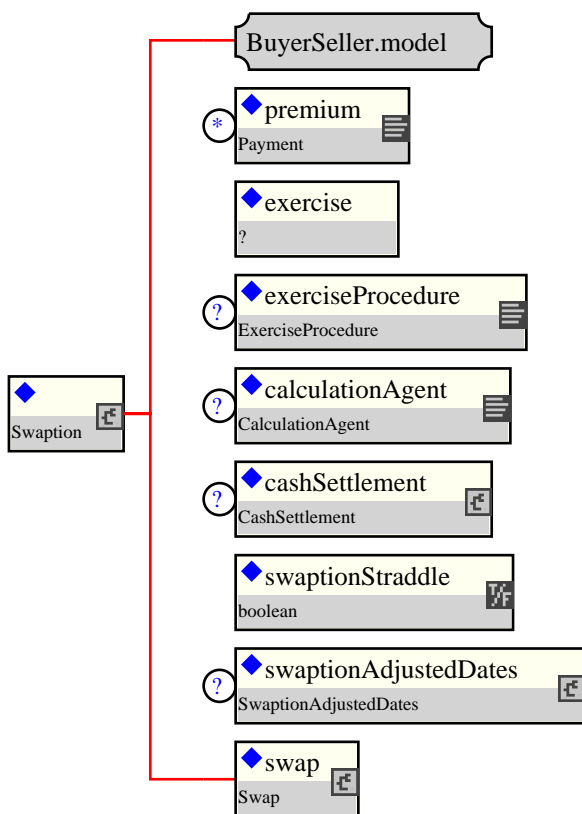 BuyerSeller.model
premium
*
Payment
exercise
?
exerciseProcedure
?
ExerciseProcedure
calculationAgent
?
CalculationAgent
Swaption
cashSettlement
?
CashSettlement
swaptionStraddle
T/F
boolean
swaptionAdjustedDates
?
SwaptionAdjustedDates
swap
Swap